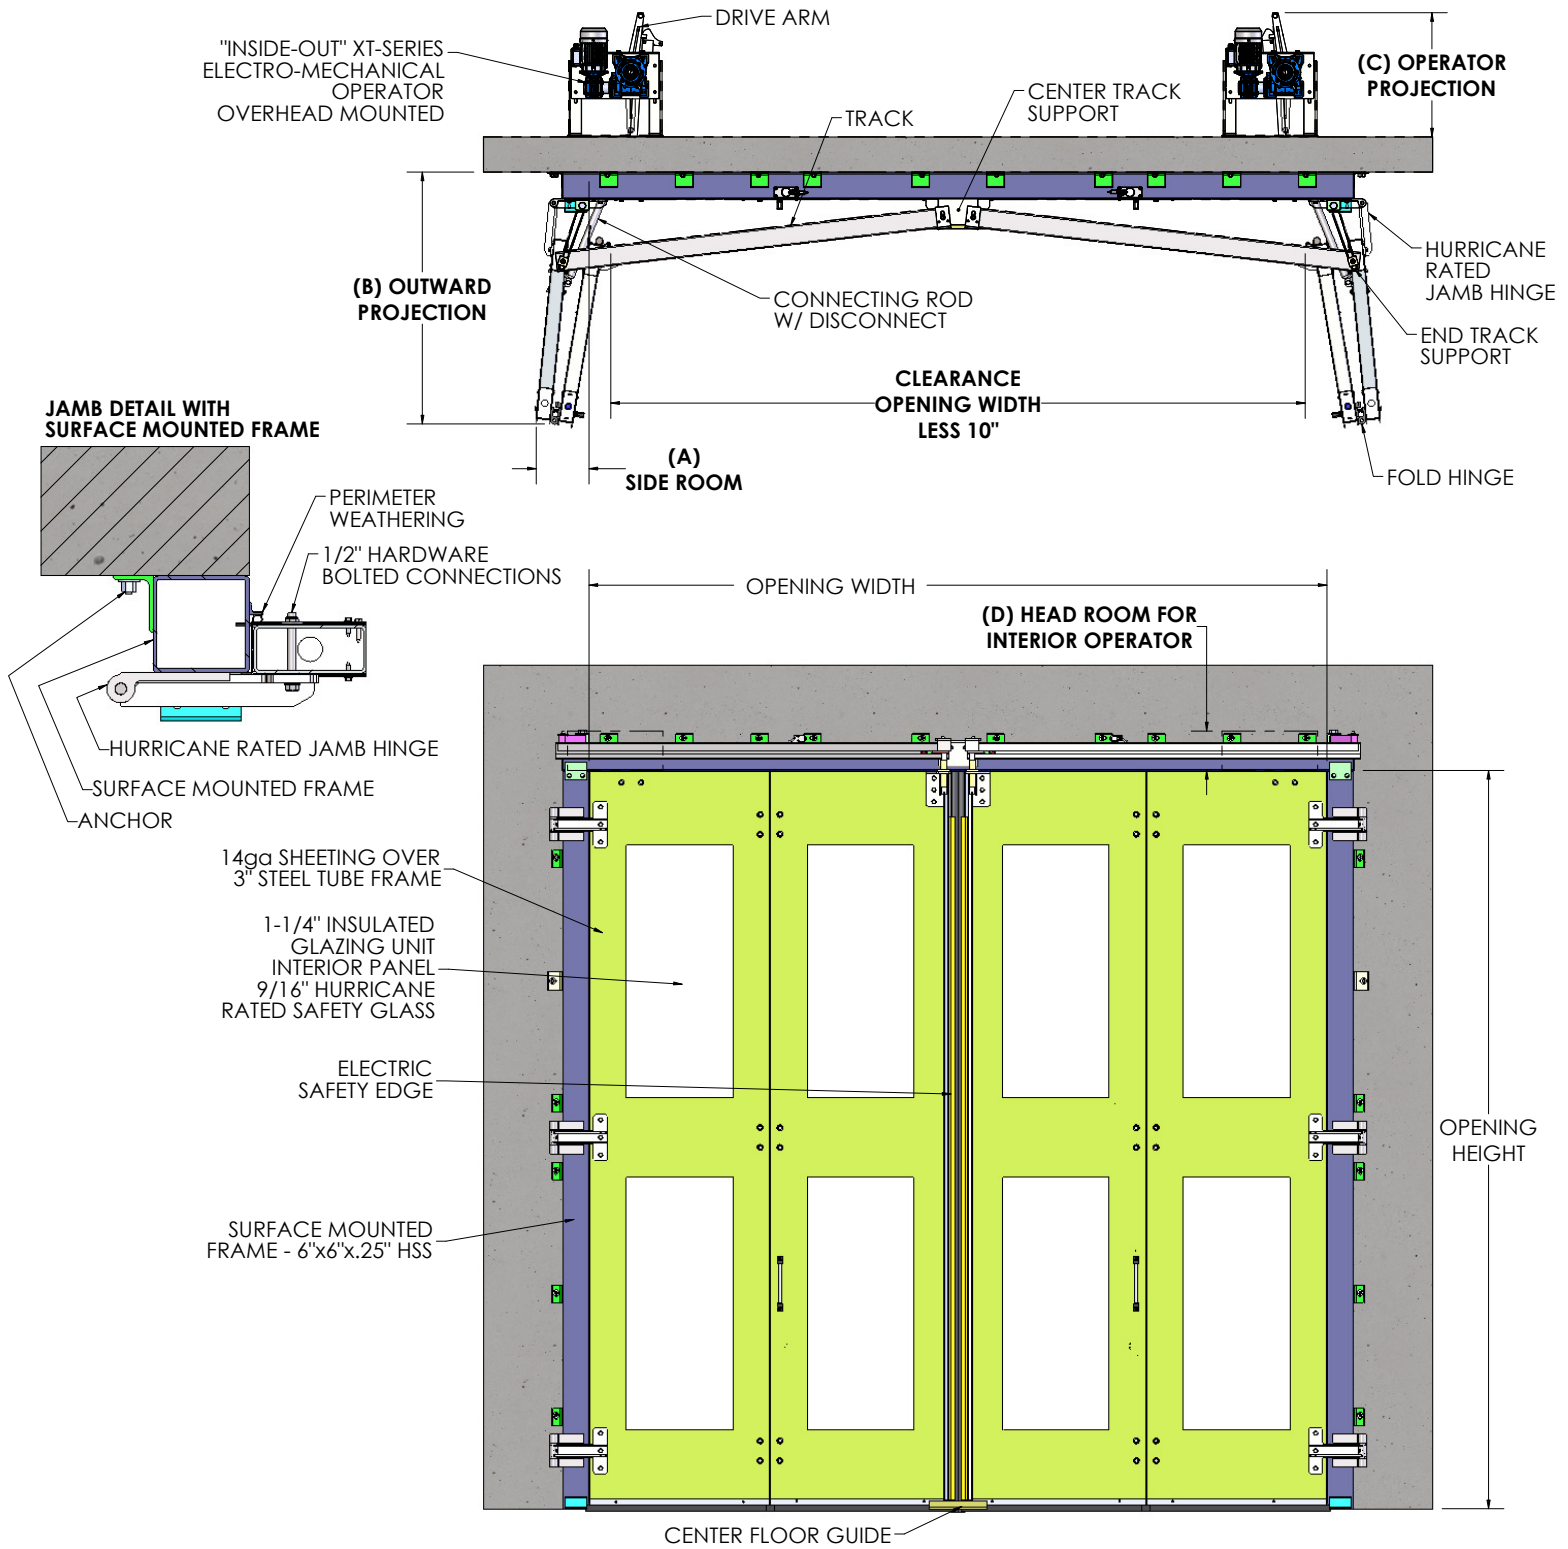 DRIVE ARM
"INSIDE-OUT" XT-SERIES
ELECTRO-MECHANICAL
OPERATOR
OVERHEAD MOUNTED
TRACK
CENTER TRACK
SUPPORT
(C) OPERATOR
PROJECTION
(B) OUTWARD
PROJECTION
CONNECTING ROD
W/ DISCONNECT
HURRICANE
RATED
JAMB HINGE
END TRACK
SUPPORT
CLEARANCE
OPENING WIDTH
LESS 10"
(A)
SIDE ROOM
FOLD HINGE
JAMB DETAIL WITH
SURFACE MOUNTED FRAME
PERIMETER
WEATHERING
1/2" HARDWARE
BOLTED CONNECTIONS
HURRICANE RATED JAMB HINGE
SURFACE MOUNTED FRAME
ANCHOR
OPENING WIDTH
(D) HEAD ROOM FOR
INTERIOR OPERATOR
14ga SHEETING OVER
3" STEEL TUBE FRAME
1-1/4" INSULATED
GLAZING UNIT
INTERIOR PANEL
9/16" HURRICANE
RATED SAFETY GLASS
ELECTRIC
SAFETY EDGE
OPENING
HEIGHT
SURFACE MOUNTED
FRAME - 6"x6"x.25" HSS
CENTER FLOOR GUIDE